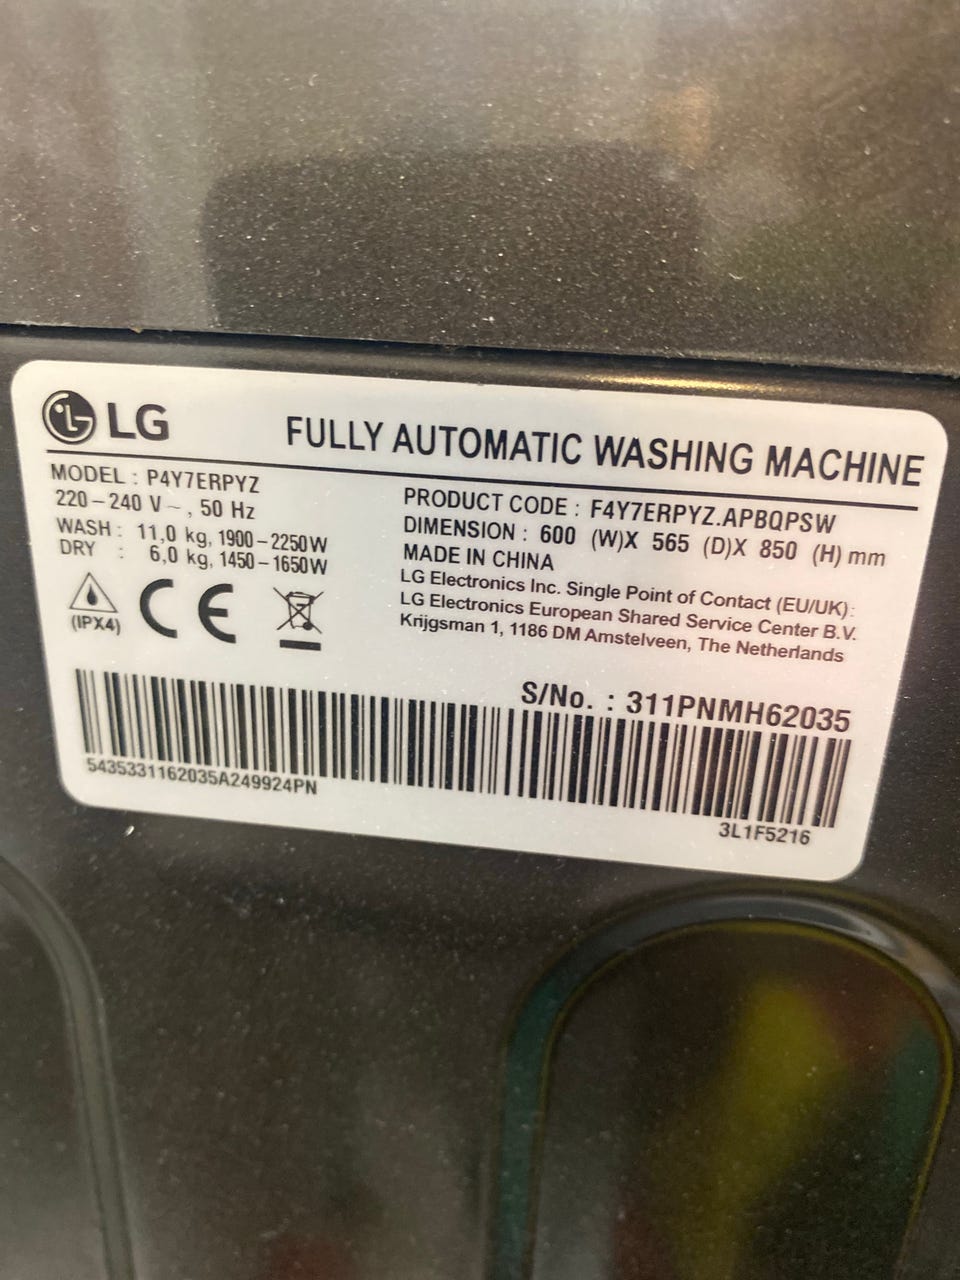 LG FULLY AUTOMATIC WASHING MACHINE
MODEL : P4Y7ERPYZ
220 – 240 V ~ , 50 Hz
WASH : 11,0 kg, 1900 – 2250W
DRY : 6,0 kg, 1450 – 1650W
(IPX4)
CE
PRODUCT CODE : F4Y7ERPYZ.APBQPSW
DIMENSION : 600 (W)X 565 (D)X 850 (H) mm
MADE IN CHINA
LG Electronics Inc. Single Point of Contact (EU/UK):
LG Electronics European Shared Service Center B.V.
Krijgsman 1, 1186 DM Amstelveen, The Netherlands
S/No. : 311PNMH62035
5435331162035A249924PN
3L1F5216